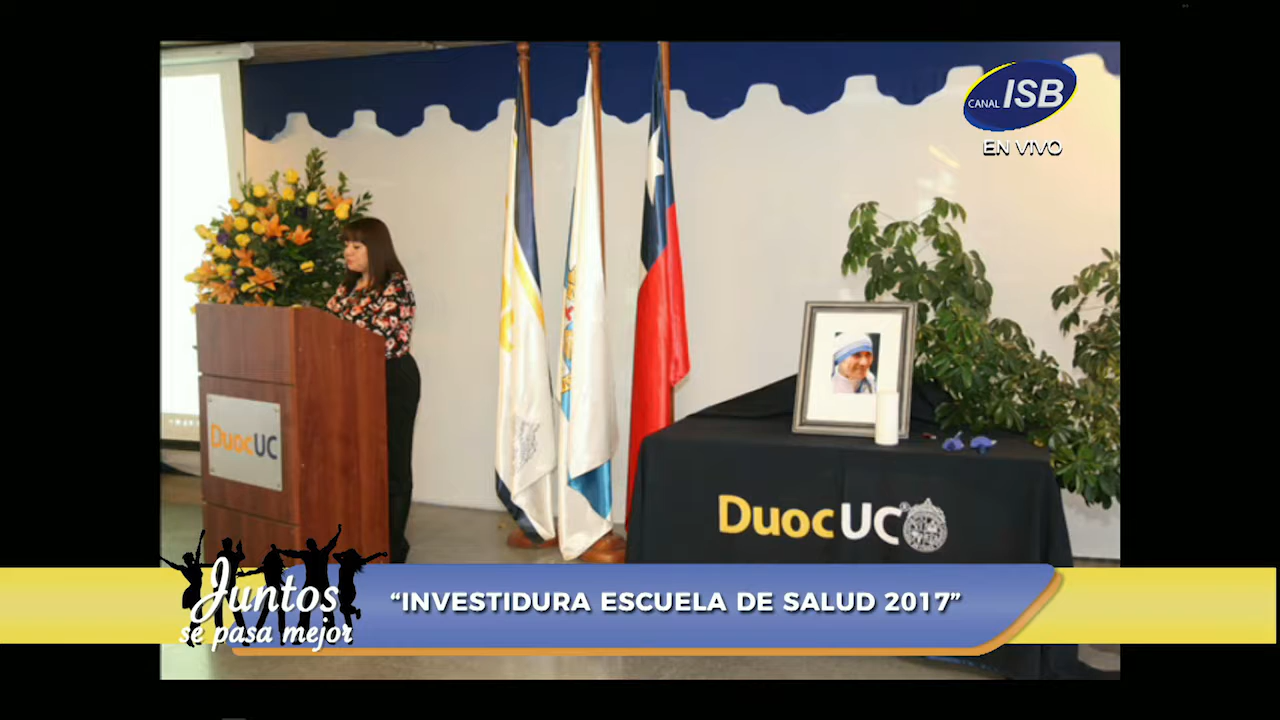 CANAL ISB
EN VIVO
DuocUC
DuocUC
Juntos
se pasa mejor
“INVESTIDURA ESCUELA DE SALUD 2017”